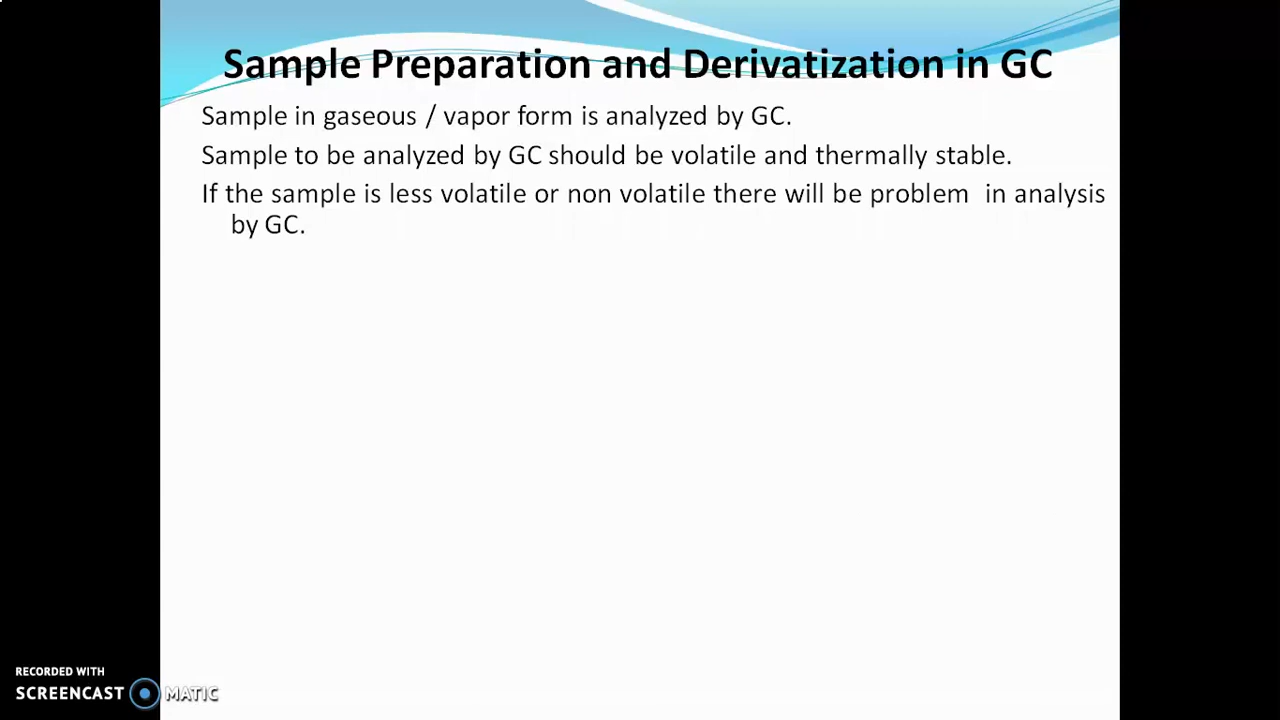 Sample Preparation and Derivatization in GC
Sample in gaseous / vapor form is analyzed by GC.
Sample to be analyzed by GC should be volatile and thermally stable.
If the sample is less volatile or non volatile there will be problem  in analysis
by GC.
RECORDED WITH
SCREENCAST MATIC